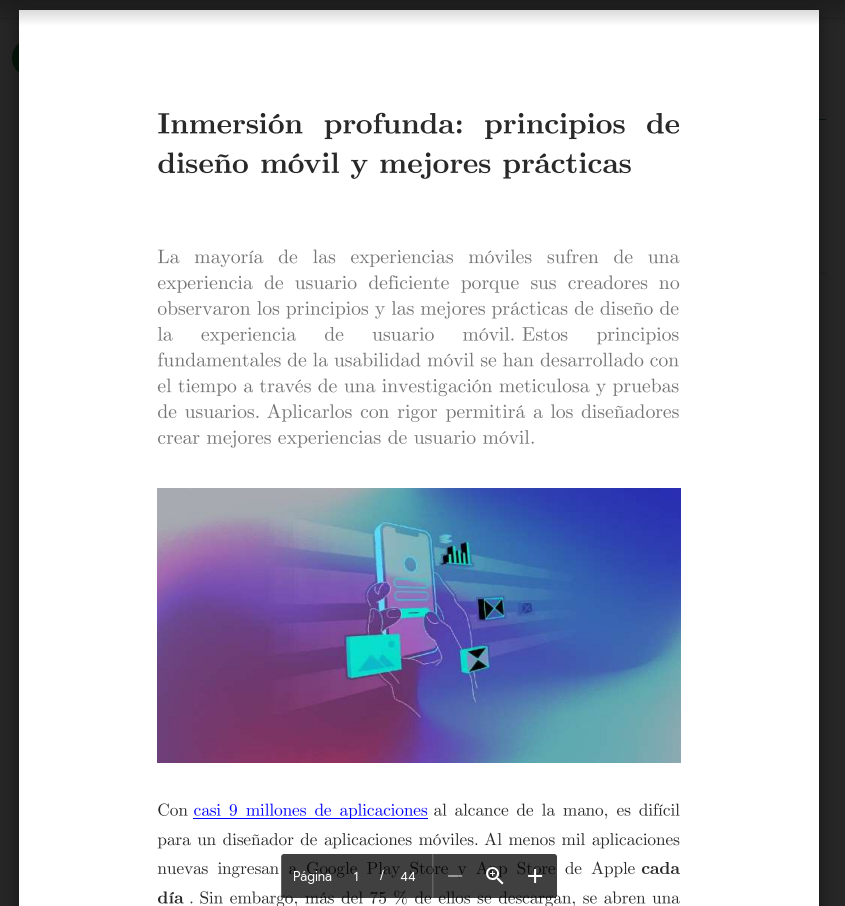 Inmersión profunda: principios de
diseño móvil y mejores prácticas
La mayoría de las experiencias móviles sufren de una
experiencia de usuario deficiente porque sus creadores no
observaron los principios y las mejores prácticas de diseño de
la experiencia de usuario móvil. Estos principios
fundamentales de la usabilidad móvil se han desarrollado con
el tiempo a través de una investigación meticulosa y pruebas
de usuarios. Aplicarlos con rigor permitirá a los diseñadores
crear mejores experiencias de usuario móvil.
Con casi 9 millones de aplicaciones al alcance de la mano, es difícil
para un diseñador de aplicaciones móviles. Al menos mil aplicaciones
nuevas ingresan a Google Play Store y App Store de Apple cada
día . Sin embargo, más del 75 % de ellos se descargan, se abren una
Página 1 / 44